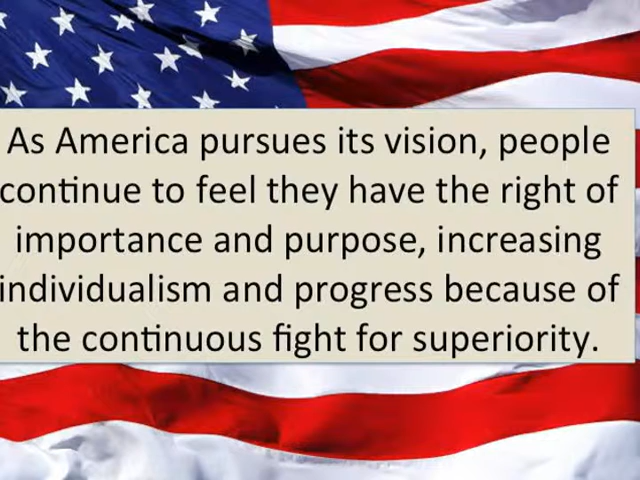 As America pursues its vision, people
continue to feel they have the right of
importance and purpose, increasing
individualism and progress because of
the continuous fight for superiority.